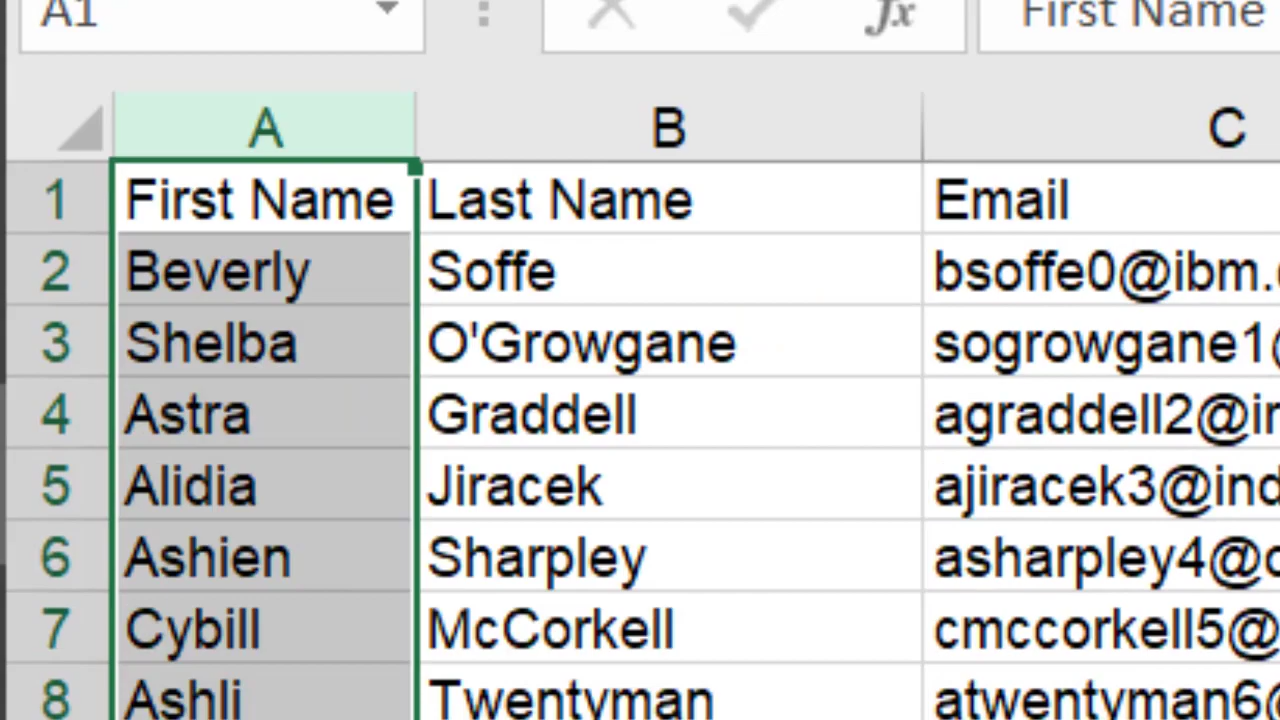 A1 fx First Name
A B C
1 First Name Last Name Email
2 Beverly Soffe bsoffe0@ibm.
3 Shelba O'Growgane sogrowgane1@
4 Astra Graddell agraddell2@in
5 Alidia Jiracek ajiracek3@ind
6 Ashien Sharpley asharpley4@
7 Cybill McCorkell cmccorkell5@
8 Ashli Twentyman atwentyman6@